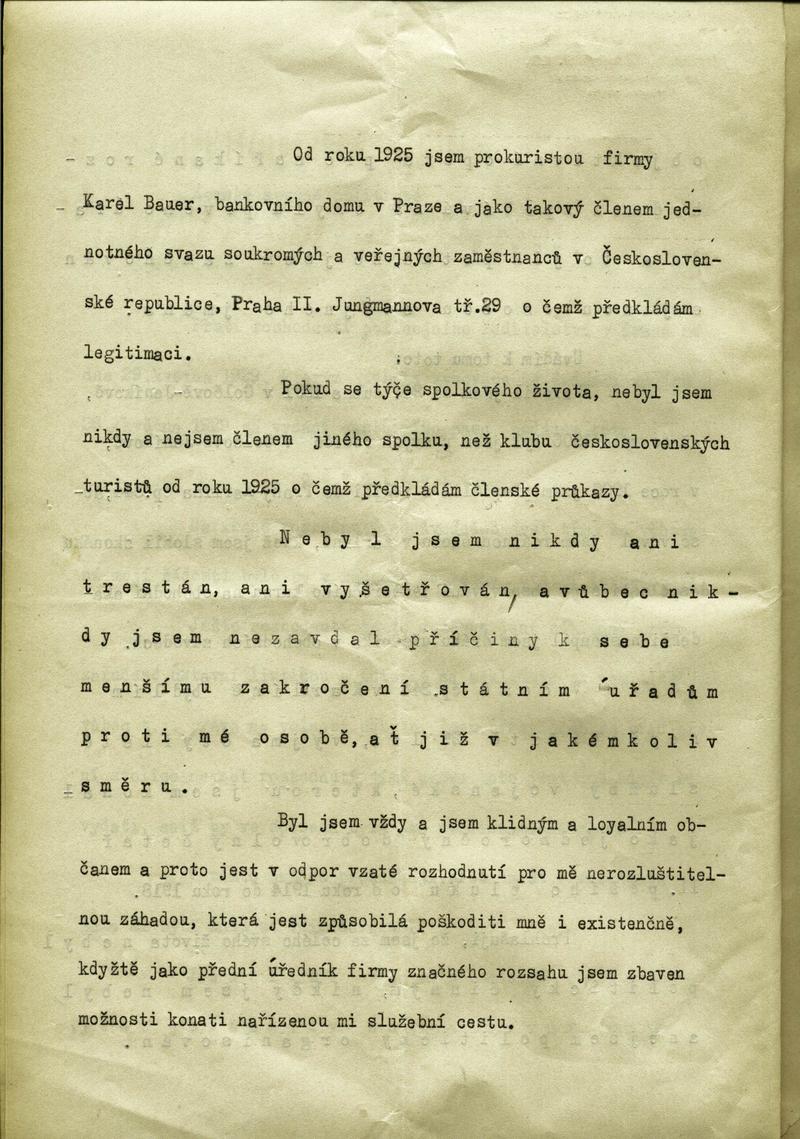 Od roku 1925 jsem prokuristou firmy
Karel Bauer, bankovního domu v Praze a jako takový členem jed-
notného svazu soukromých a veřejných zaměstnanců v Českosloven-
ské republice, Praha II. Jungmannova tř.29 o čemž předkládám
legitimaci.
Pokud se týče spolkového života, nebyl jsem
nikdy a nejsem členem jiného spolku, než klubu československých
turistů od roku 1925 o čemž předkládám členské průkazy.
N e b y l j s e m n i k d y a n i
t r e s t á n, a n i v y š e t ř o v á n, a v ů b e c n i k -
d y j s e m n e z a v d a l p ř í č i n y k s e b e
m e n š í m u z a k r o č e n í s t á t n í m ú ř a d ů m
p r o t i m é o s o b ě, a ť j i ž v j a k é m k o l i v
s m ě r u .
Byl jsem vždy a jsem klidným a loyalním ob-
čanem a proto jest v odpor vzaté rozhodnutí pro mě nerozluštitel-
nou záhadou, která jest způsobilá poškoditi mně i existenčně,
kdyžtě jako přední úředník firmy značného rozsahu jsem zbaven
možnosti konati nařízenou mi služební cestu.